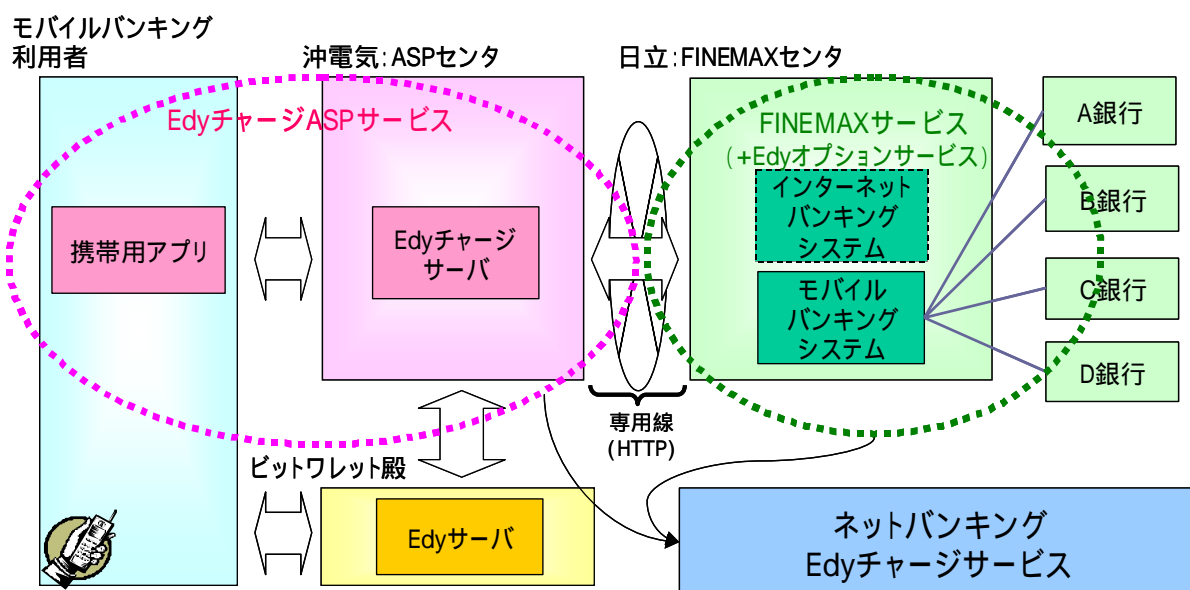 モバイルバンキング
利用者
沖電気:ASPセンタ
日立:FINEMAXセンタ
EdyチャージASPサービス
FINEMAXサービス
(+Edyオプションサービス)
インターネット
バンキング
システム
携帯用アプリ
Edyチャージ
サーバ
モバイル
バンキング
システム
A銀行
B銀行
C銀行
D銀行
専用線
(HTTP)
ビットワレット殿
Edyサーバ
ネットバンキング
Edyチャージサービス